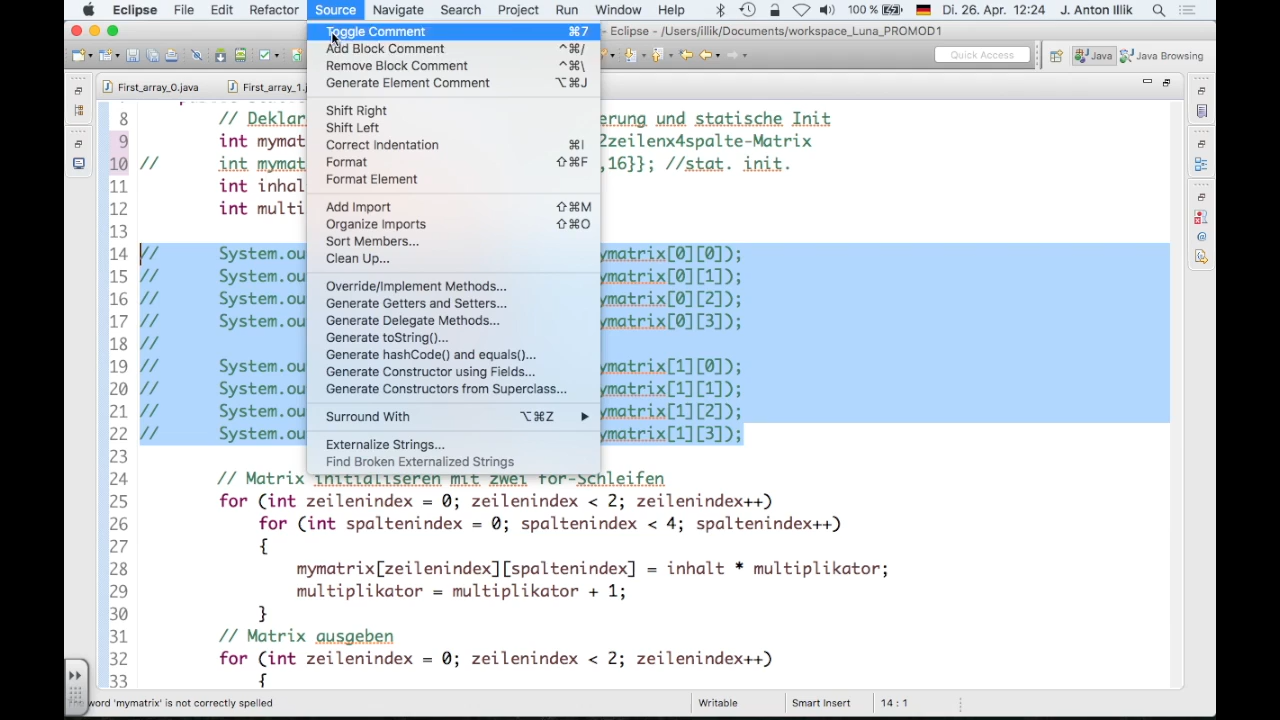 Eclipse File Edit Refactor Source Navigate Search Project Run Window Help 100 % Di. 26. Apr. 12:24 J. Anton Illik
Eclipse - /Users/illik/Documents/workspace_Luna_PROMOD1
Quick Access Java Java Browsing
First_array_0.java First_array_1.j
Toggle Comment ⌘7
Add Block Comment ^⌘/
Remove Block Comment ^⌘\
Generate Element Comment ⌥⌘J
Shift Right
Shift Left
Correct Indentation ⌘I
Format ⇧⌘F
Format Element
Add Import ⇧⌘M
Organize Imports ⇧⌘O
Sort Members...
Clean Up...
Override/Implement Methods...
Generate Getters and Setters...
Generate Delegate Methods...
Generate toString()...
Generate hashCode() and equals()...
Generate Constructor using Fields...
Generate Constructors from Superclass...
Surround With ⌥⌘Z
Externalize Strings...
Find Broken Externalized Strings
8 // Deklar erung und statische Init
9 int mymat 2zeilenx4spalte-Matrix
10 // int mymat ,16}}; //stat. init.
11 int inhal
12 int multi
13
14 // System.ou ymatrix[0][0]);
15 // System.ou ymatrix[0][1]);
16 // System.ou ymatrix[0][2]);
17 // System.ou ymatrix[0][3]);
18 //
19 // System.ou ymatrix[1][0]);
20 // System.ou ymatrix[1][1]);
21 // System.ou ymatrix[1][2]);
22 // System.ou ymatrix[1][3]);
23
24 // Matrix initialiseren mit zwei for-Schleifen
25 for (int zeilenindex = 0; zeilenindex < 2; zeilenindex++)
26 for (int spaltenindex = 0; spaltenindex < 4; spaltenindex++)
27 {
28 mymatrix[zeilenindex][spaltenindex] = inhalt * multiplikator;
29 multiplikator = multiplikator + 1;
30 }
31 // Matrix ausgeben
32 for (int zeilenindex = 0; zeilenindex < 2; zeilenindex++)
33 {
word 'mymatrix' is not correctly spelled Writable Smart Insert 14 : 1